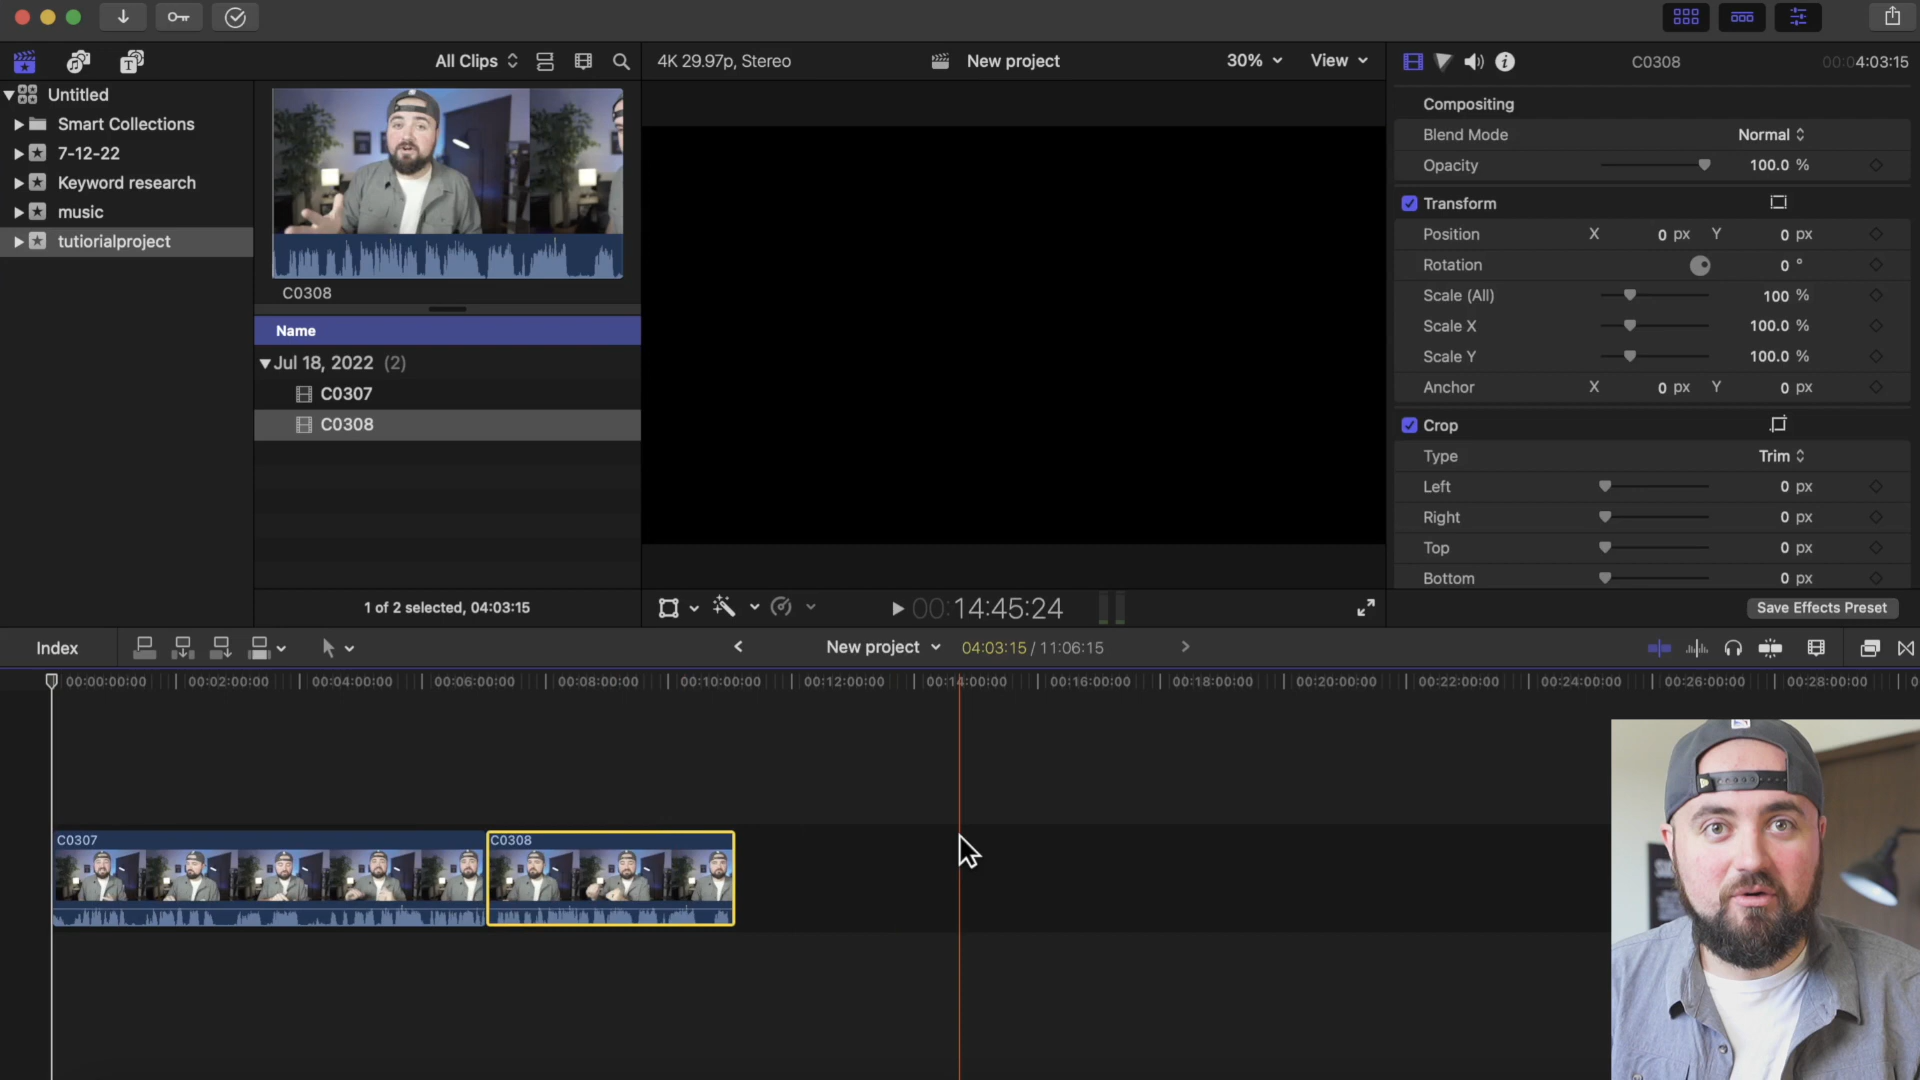 All Clips
4K 29.97p, Stereo
New project
30%
View
C0308
00:04:03:15
Untitled
Smart Collections
7-12-22
Keyword research
music
tutiorialproject
C0308
Name
Jul 18, 2022 (2)
C0307
C0308
1 of 2 selected, 04:03:15
Compositing
Blend Mode Normal
Opacity 100.0 %
Transform
Position X 0 px Y 0 px
Rotation 0 °
Scale (All) 100 %
Scale X 100.0 %
Scale Y 100.0 %
Anchor X 0 px Y 0 px
Crop
Type Trim
Left 0 px
Right 0 px
Top 0 px
Bottom 0 px
Save Effects Preset
00:14:45:24
Index
New project
04:03:15 / 11:06:15
00:00:00:00 00:02:00:00 00:04:00:00 00:06:00:00 00:08:00:00 00:10:00:00 00:12:00:00 00:14:00:00 00:16:00:00 00:18:00:00 00:20:00:00 00:22:00:00 00:24:00:00 00:26:00:00 00:28:00:00
C0307
C0308